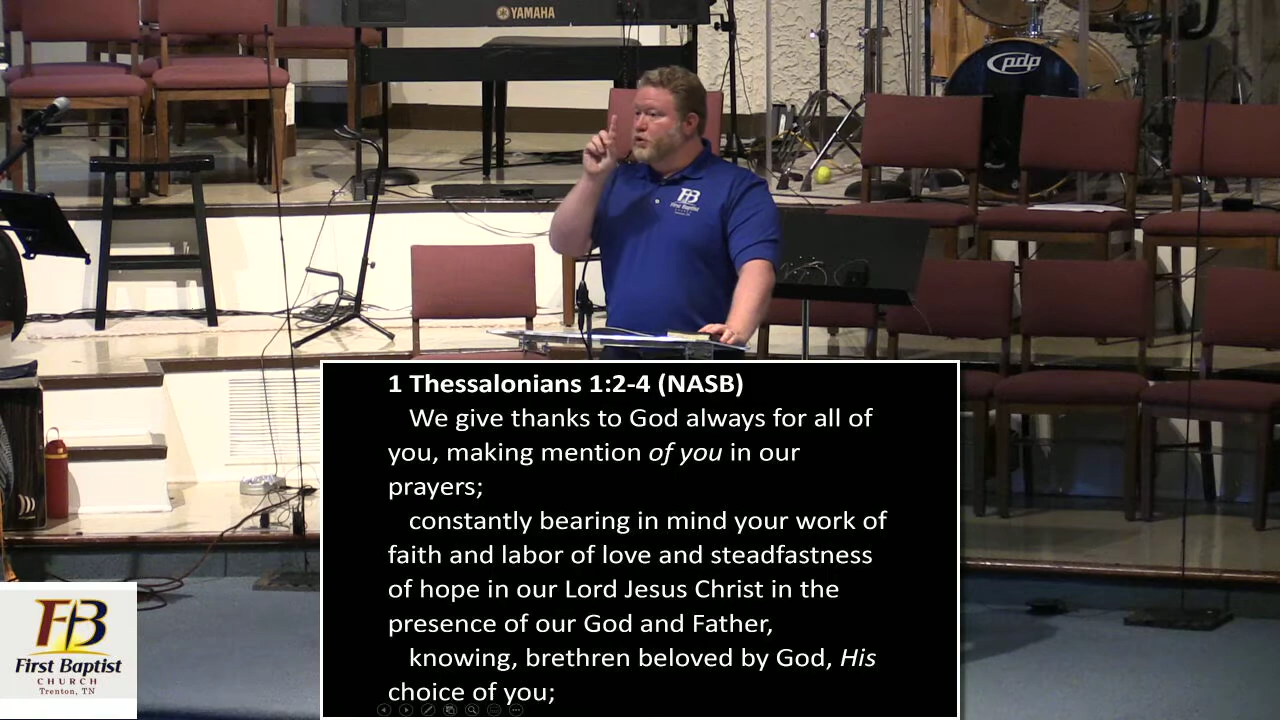 YAMAHA
pdp
FB
First Baptist
1 Thessalonians 1:2-4 (NASB)
We give thanks to God always for all of
you, making mention of you in our
prayers;
constantly bearing in mind your work of
faith and labor of love and steadfastness
of hope in our Lord Jesus Christ in the
presence of our God and Father,
knowing, brethren beloved by God, His
choice of you;
FB
First Baptist
CHURCH
Trenton, TN